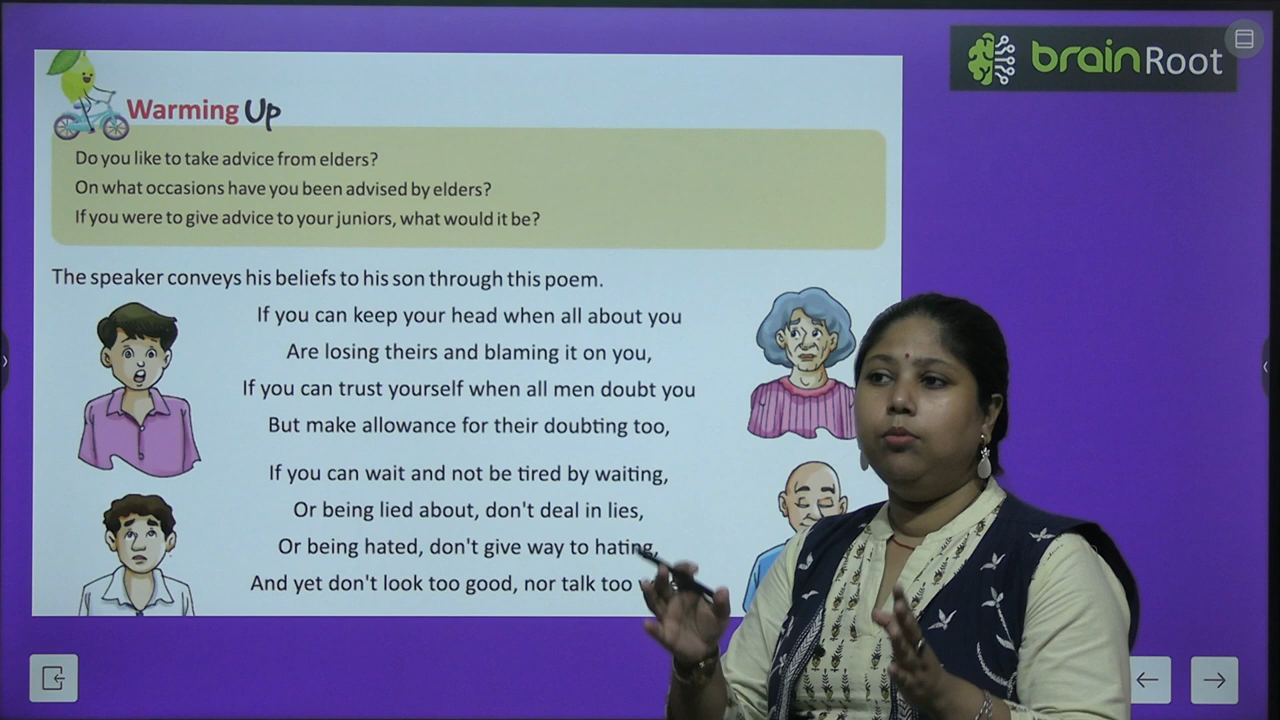 brainRoot
Warming Up
Do you like to take advice from elders?
On what occasions have you been advised by elders?
If you were to give advice to your juniors, what would it be?
The speaker conveys his beliefs to his son through this poem.
If you can keep your head when all about you
Are losing theirs and blaming it on you,
If you can trust yourself when all men doubt you
But make allowance for their doubting too,
If you can wait and not be tired by waiting,
Or being lied about, don't deal in lies,
Or being hated, don't give way to hating,
And yet don't look too good, nor talk too